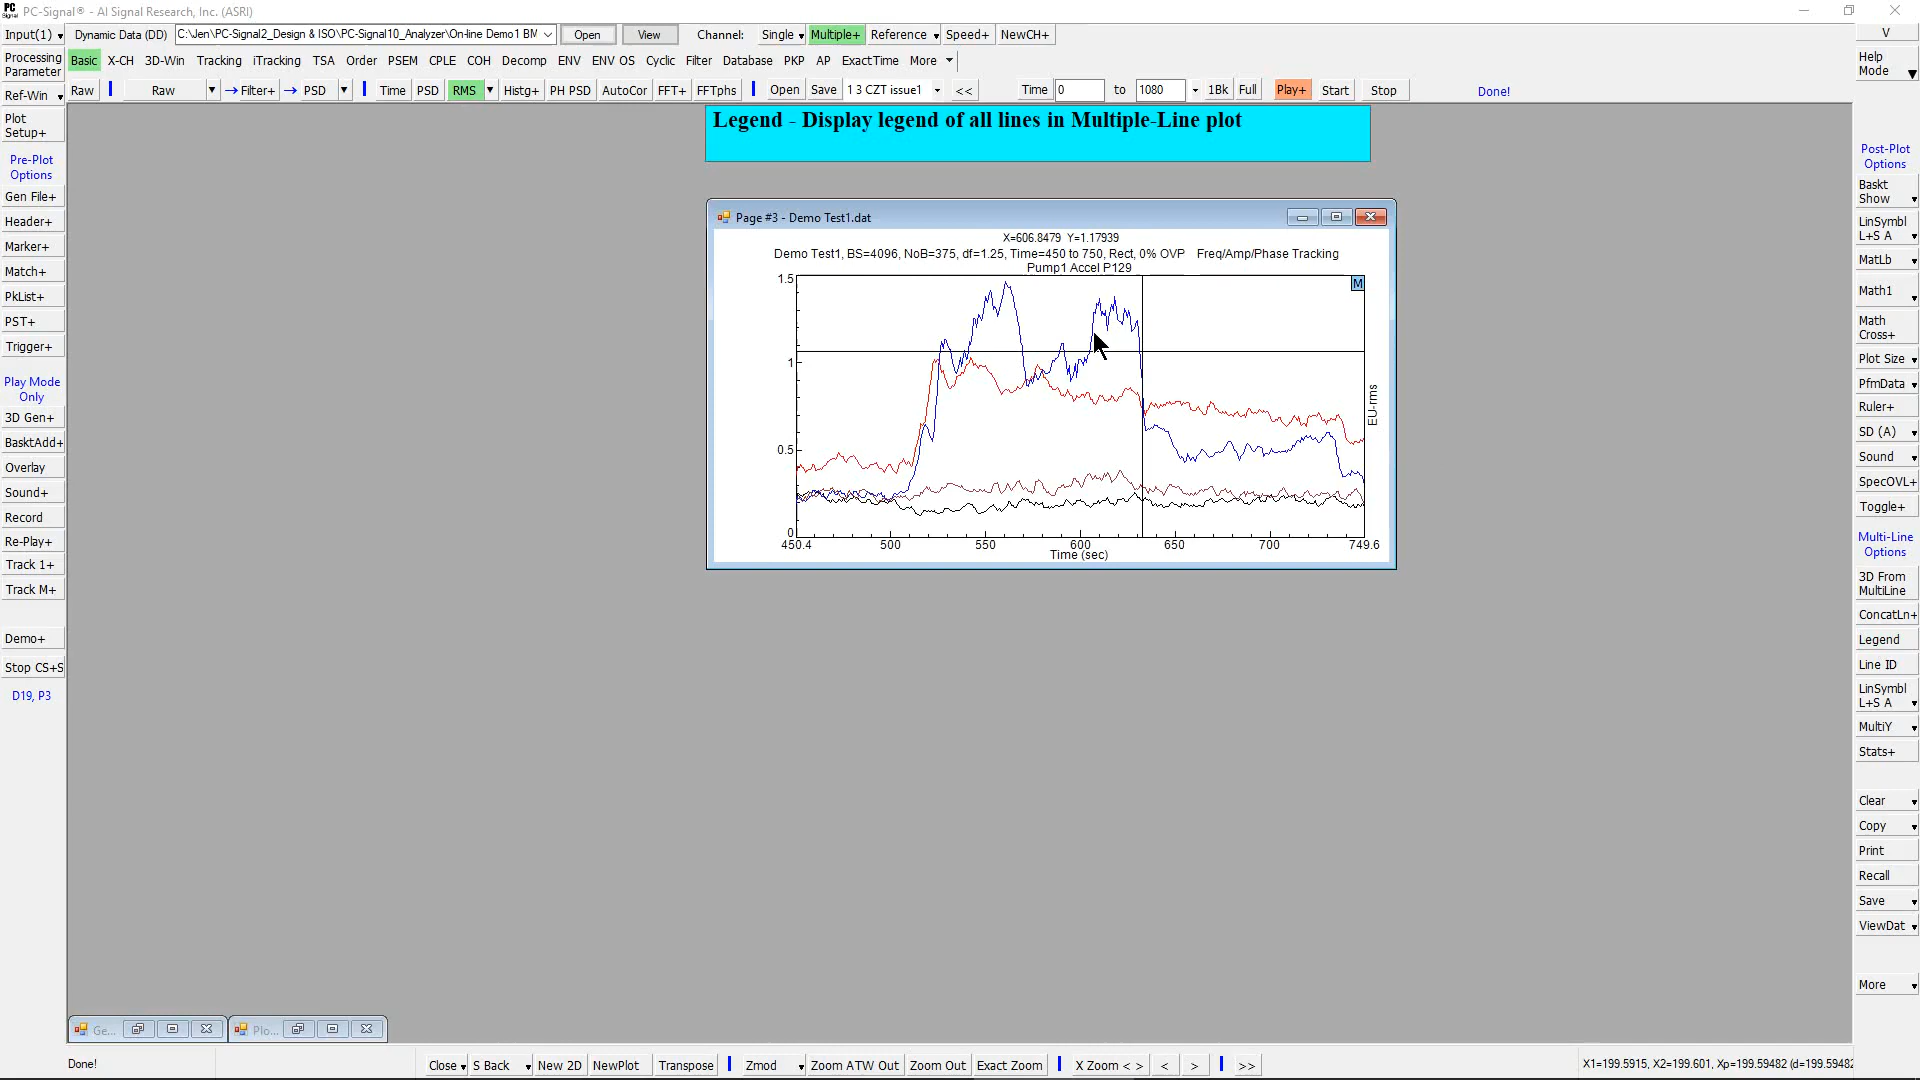 PC-Signal® - AI Signal Research, Inc. (ASRI)
Input(1) Dynamic Data (DD) C:\Jen\PC-Signal2_Design & ISO\PC-Signal10_Analyzer\On-line Demo1 BM Open View Channel: Single Multiple+ Reference Speed+ NewCH+ V
Processing Parameter Basic X-CH 3D-Win Tracking iTracking TSA Order PSEM CPLE COH Decomp ENV ENV OS Cyclic Filter Database PKP AP ExactTime More Help Mode
Ref-Win Raw Raw Filter+ PSD Time PSD RMS Histg+ PH PSD AutoCor FFT+ FFTphs Open Save 1 3 CZT issue1 << Time 0 to 1080 1Bk Full Play+ Start Stop Done!
Plot Setup+
Pre-Plot Options
Gen File+
Header+
Marker+
Match+
PkList+
PST+
Trigger+
Play Mode Only
3D Gen+
BasktAdd+
Overlay
Sound+
Record
Re-Play+
Track 1+
Track M+
Demo+
Stop CS+S
D19, P3
Legend - Display legend of all lines in Multiple-Line plot
Page #3 - Demo Test1.dat
X=606.8479 Y=1.17939
Demo Test1, BS=4096, NoB=375, df=1.25, Time=450 to 750, Rect, 0% OVP Freq/Amp/Phase Tracking
Pump1 Accel P129
M
1.5
1
0.5
0
EU-rms
450.4 500 550 600 650 700 749.6
Time (sec)
Post-Plot Options
Baskt Show
LinSymbl L+S A
MatLb
Math1
Math Cross+
Plot Size
PfmData
Ruler+
SD (A)
Sound
SpecOVL+
Toggle+
Multi-Line Options
3D From MultiLine
ConcatLn+
Legend
Line ID
LinSymbl L+S A
MultiY
Stats+
Clear
Copy
Print
Recall
Save
ViewDat
More
Ge... Plo...
Done! Close S Back New 2D NewPlot Transpose Zmod Zoom ATW Out Zoom Out Exact Zoom X Zoom < > < > >> X1=199.5915, X2=199.601, Xp=199.59482 (d=199.59482